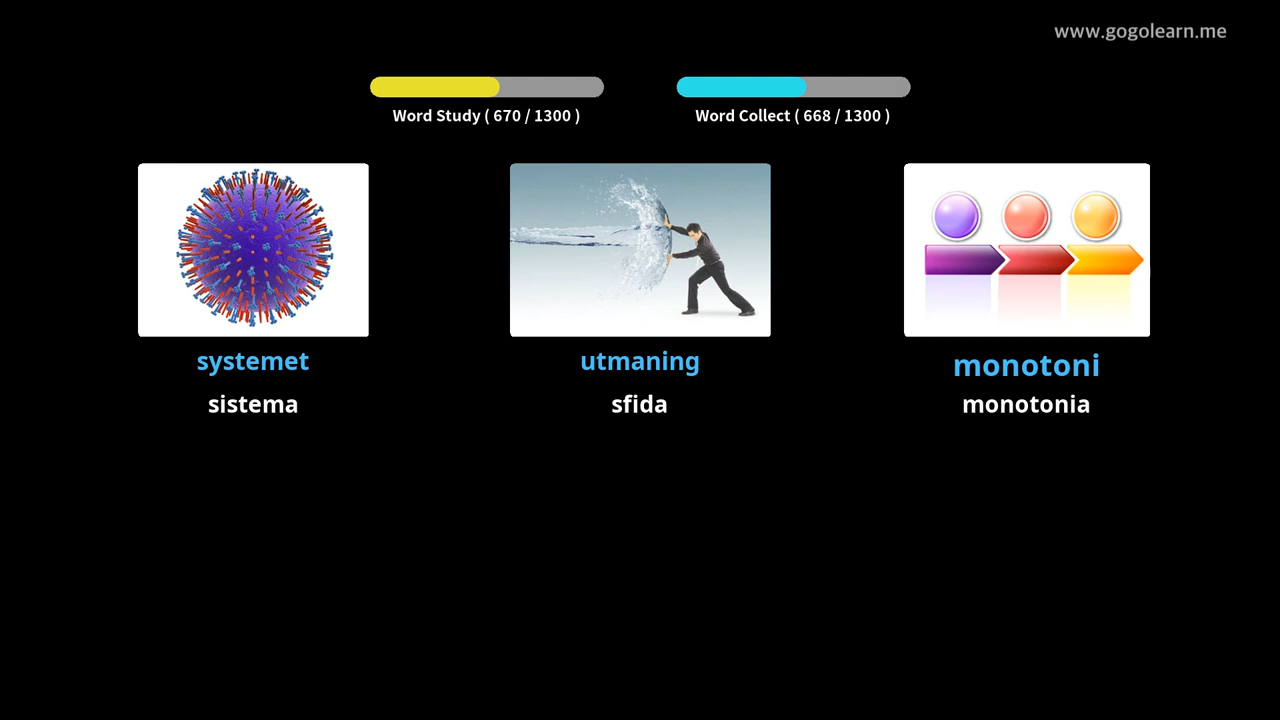 www.gogolearn.me
Word Study ( 670 / 1300 )
Word Collect ( 668 / 1300 )
systemet
utmaning
monotoni
sistema
sfida
monotonia